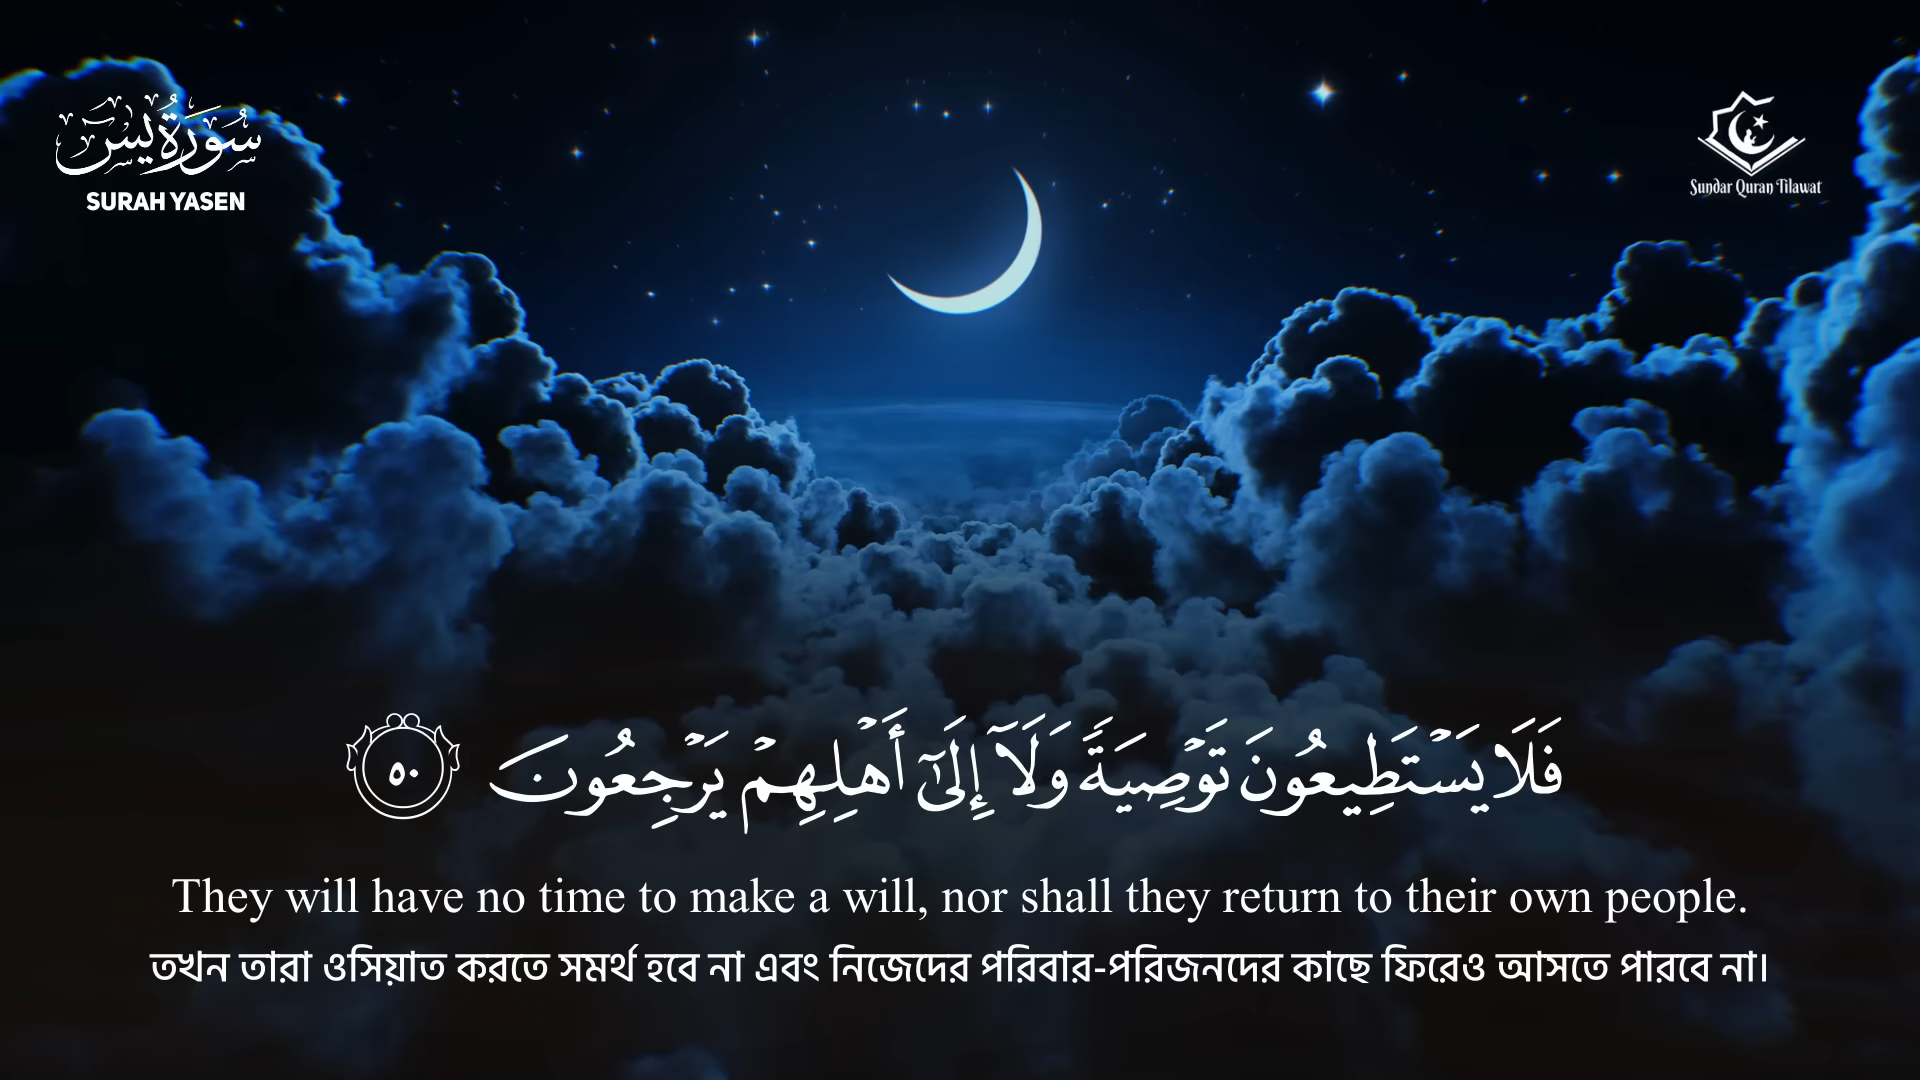 سُورَةُ يٰسٓ
SURAH YASEN
Sundar Quran Tilawat
فَلَا يَسْتَطِيعُونَ تَوْصِيَةً وَلَآ إِلَىٰٓ أَهْلِهِمْ يَرْجِعُونَ ٥٠
They will have no time to make a will, nor shall they return to their own people.
তখন তারা ওসিয়াত করতে সমর্থ হবে না এবং নিজেদের পরিবার-পরিজনদের কাছে ফিরেও আসতে পারবে না।